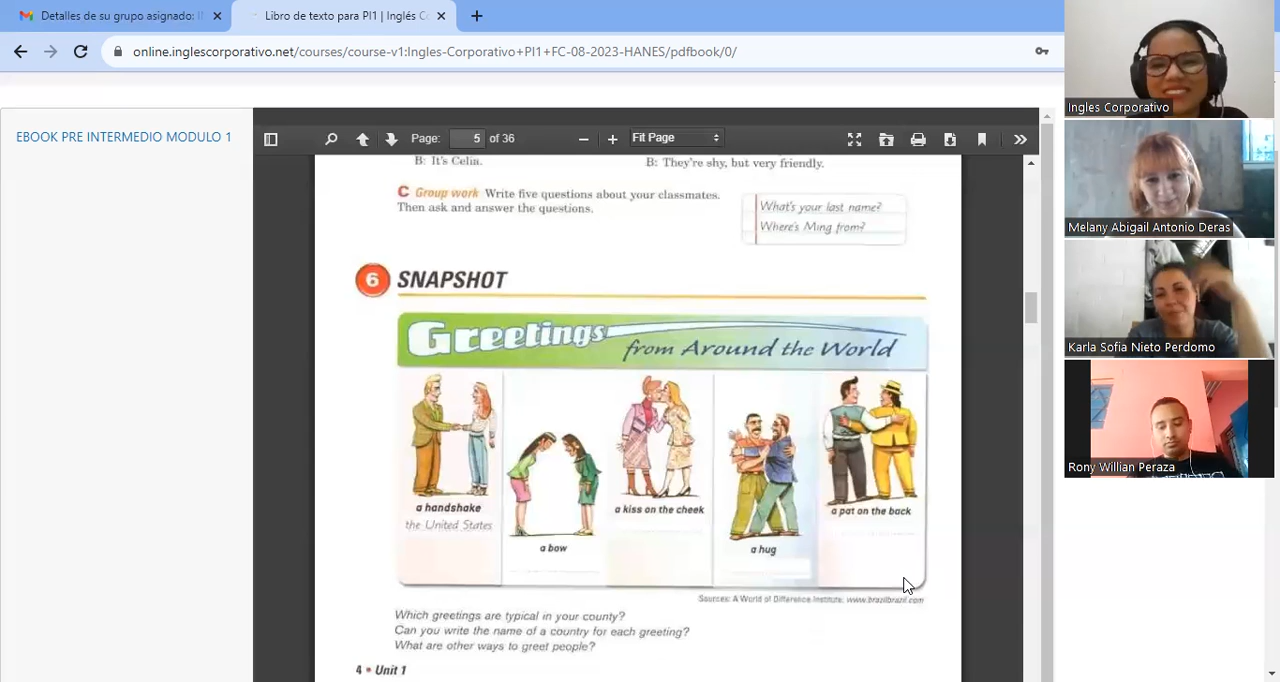 Detalles de su grupo asignado: I
Libro de texto para PI1 | Inglés C
online.inglescorporativo.net/courses/course-v1:Ingles-Corporativo+PI1+FC-08-2023-HANES/pdfbook/0/
EBOOK PRE INTERMEDIO MODULO 1
Page: 5 of 36
Fit Page
B: It's Celia.
B: They're shy, but very friendly.
C Group work Write five questions about your classmates.
Then ask and answer the questions.
What's your last name?
Where's Ming from?
6 SNAPSHOT
Greetings
from Around the World
a handshake
the United States
a bow
a kiss on the cheek
a hug
a pat on the back
Sources: A World of Difference Institute; www.brazilbrazil.com
Which greetings are typical in your county?
Can you write the name of a country for each greeting?
What are other ways to greet people?
4 • Unit 1
Ingles Corporativo
Melany Abigail Antonio Deras
Karla Sofia Nieto Perdomo
Rony Willian Peraza